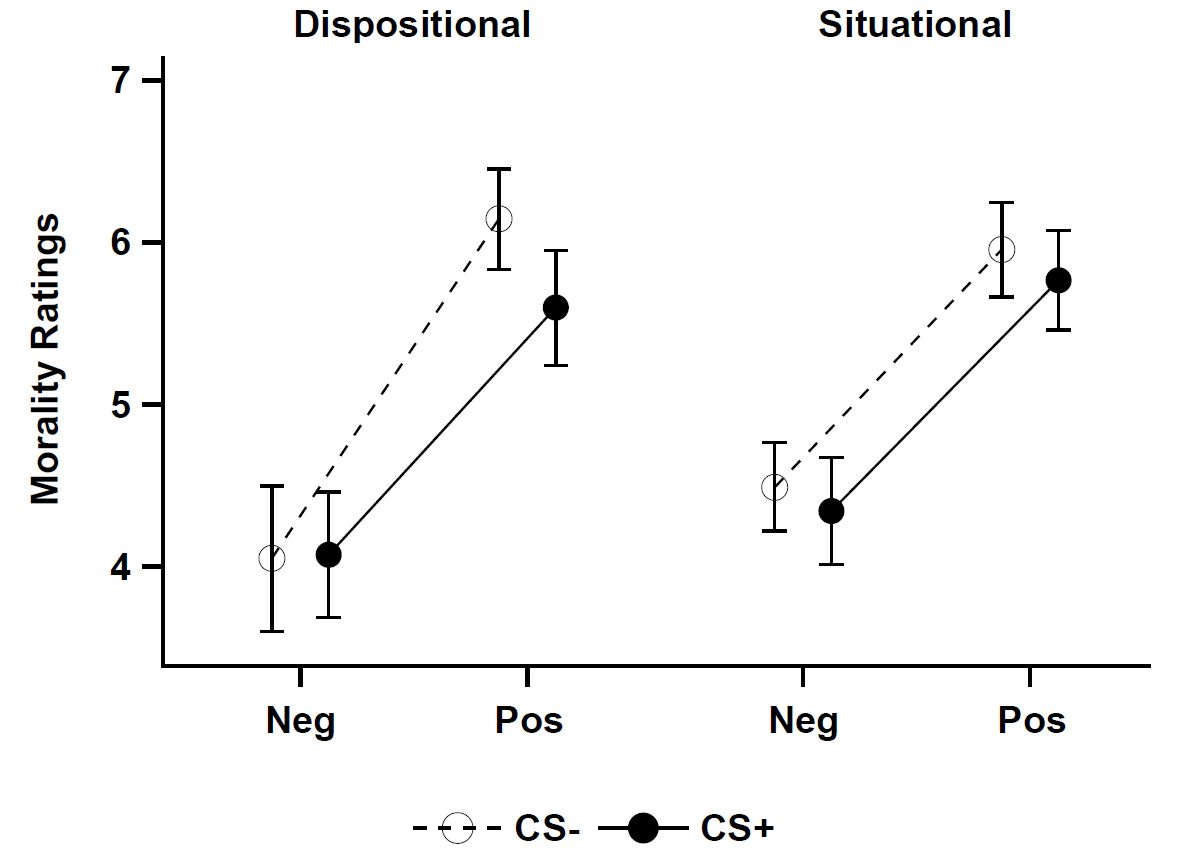 Dispositional
Situational
Morality Ratings
7
6
5
4
Neg
Pos
Neg
Pos
CS-
CS+